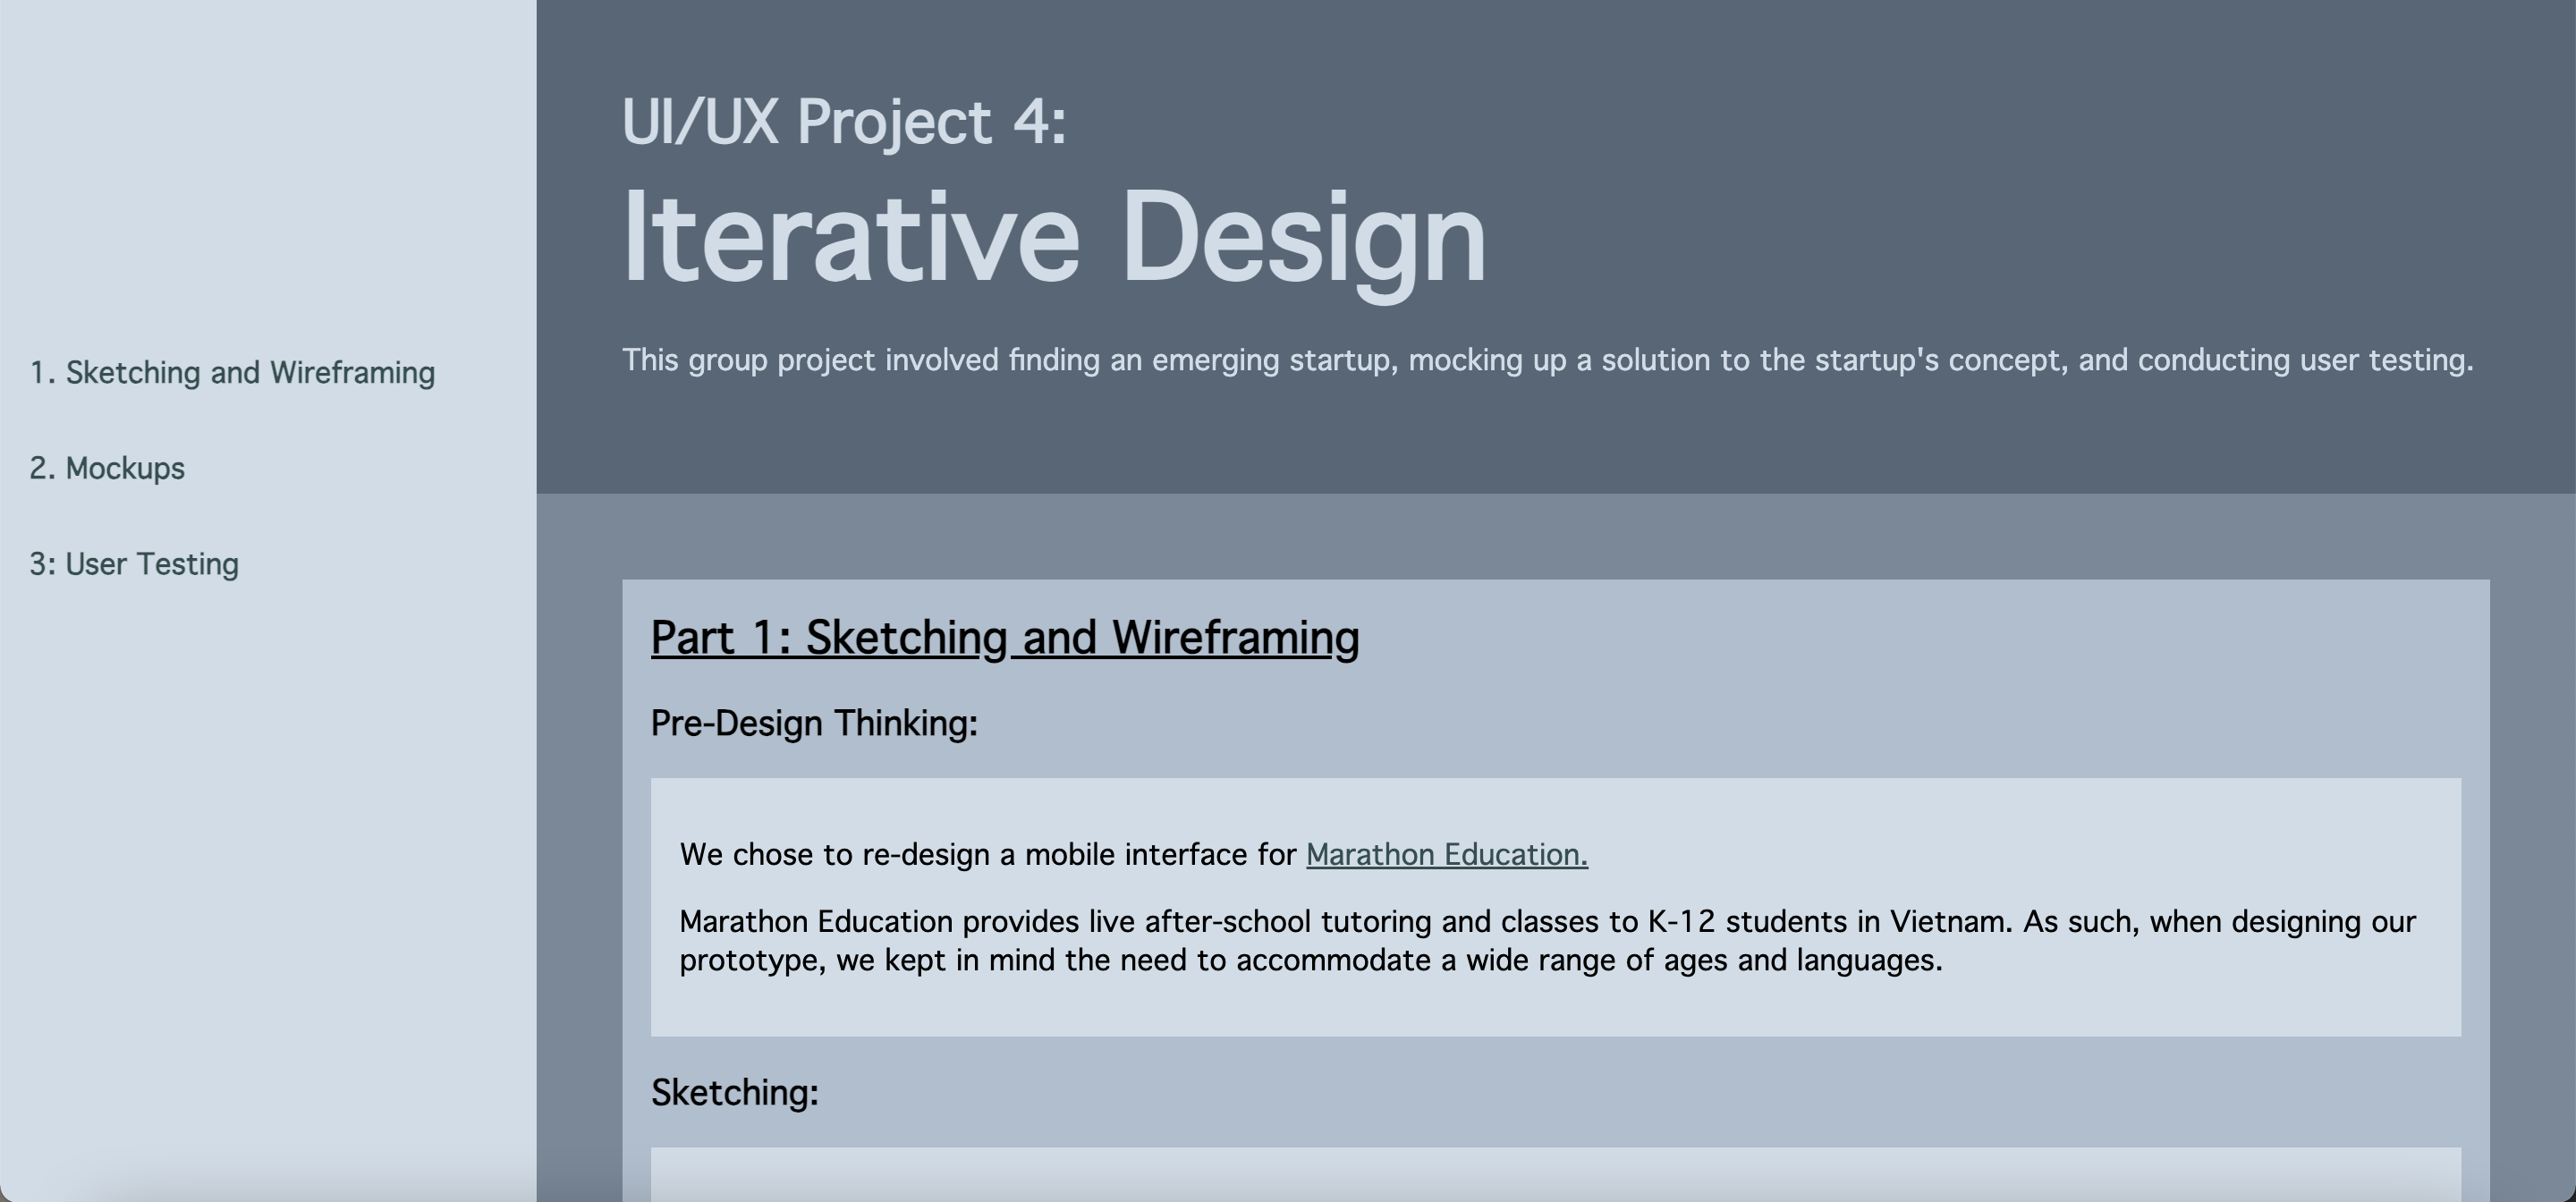 1. Sketching and Wireframing
2. Mockups
3: User Testing
UI/UX Project 4:
Iterative Design
This group project involved finding an emerging startup, mocking up a solution to the startup's concept, and conducting user testing.
Part 1: Sketching and Wireframing
Pre-Design Thinking:
We chose to re-design a mobile interface for Marathon Education.
Marathon Education provides live after-school tutoring and classes to K-12 students in Vietnam. As such, when designing our
prototype, we kept in mind the need to accommodate a wide range of ages and languages.
Sketching: